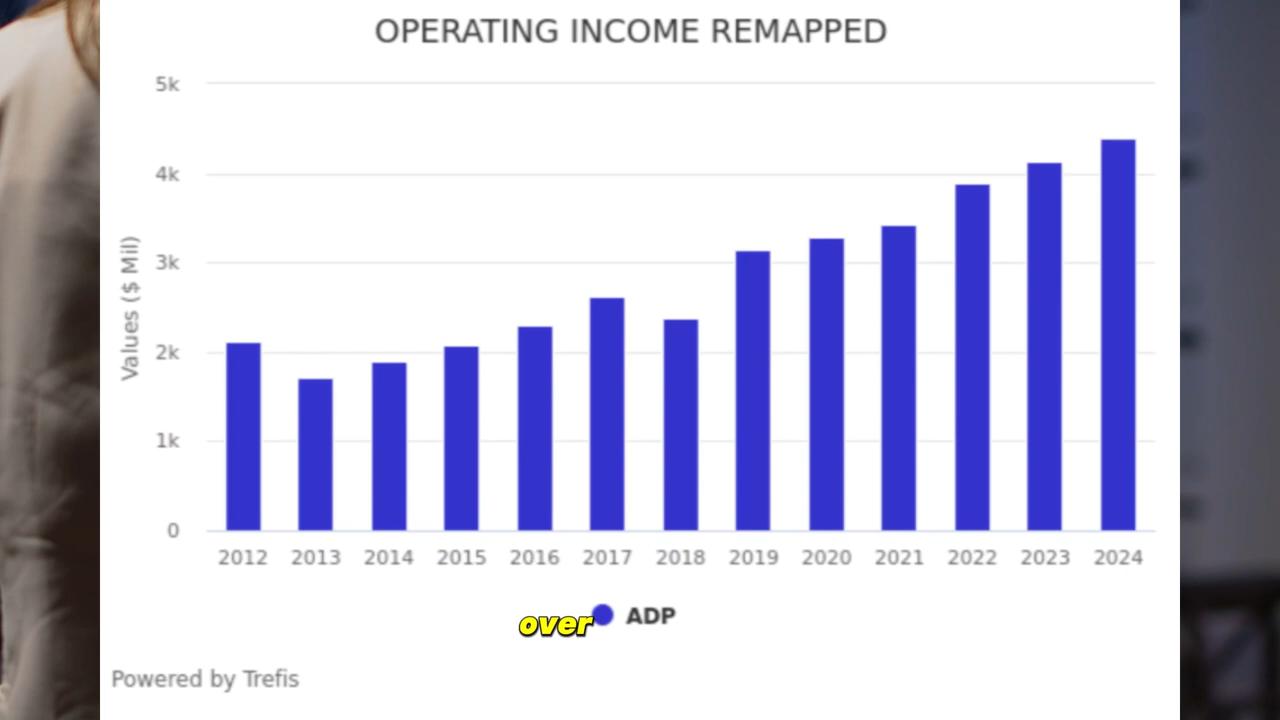 OPERATING INCOME REMAPPED
5k
4k
3k
2k
1k
0
Values ($ Mil)
2012 2013 2014 2015 2016 2017 2018 2019 2020 2021 2022 2023 2024
over
ADP
Powered by Trefis